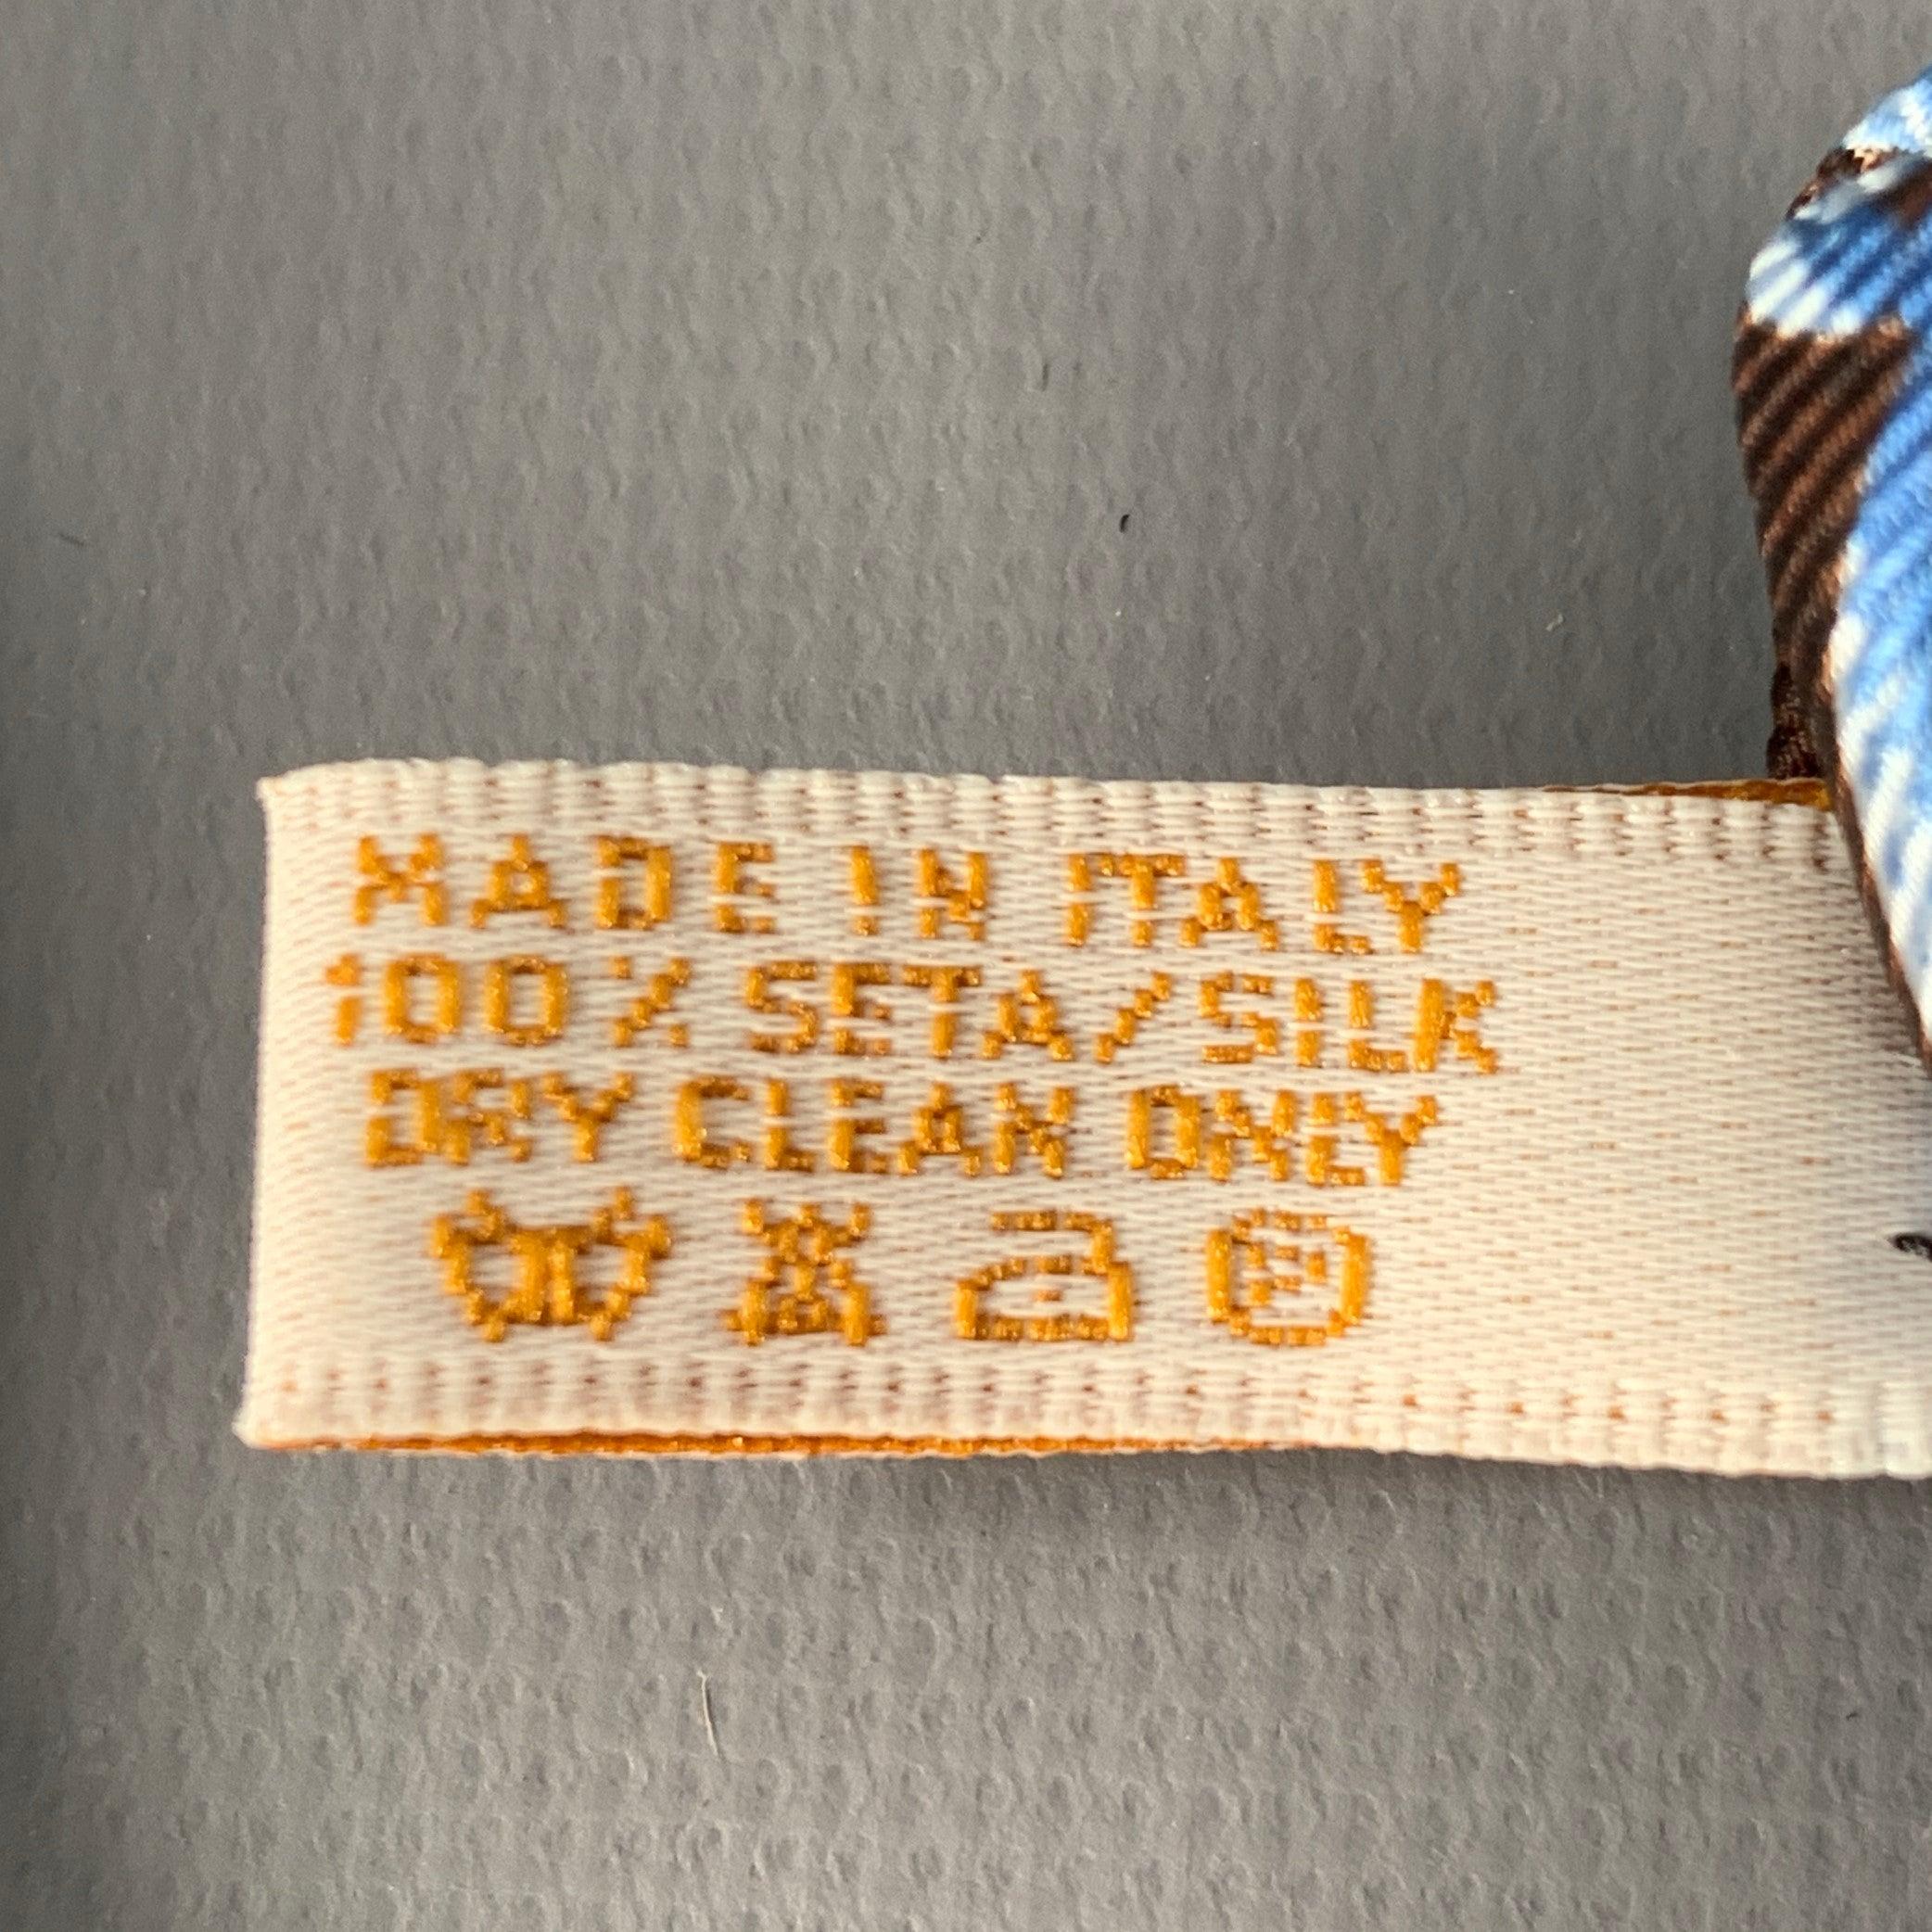 MADE IN ITALY
100% SETA/SILK
DRY CLEAN ONLY